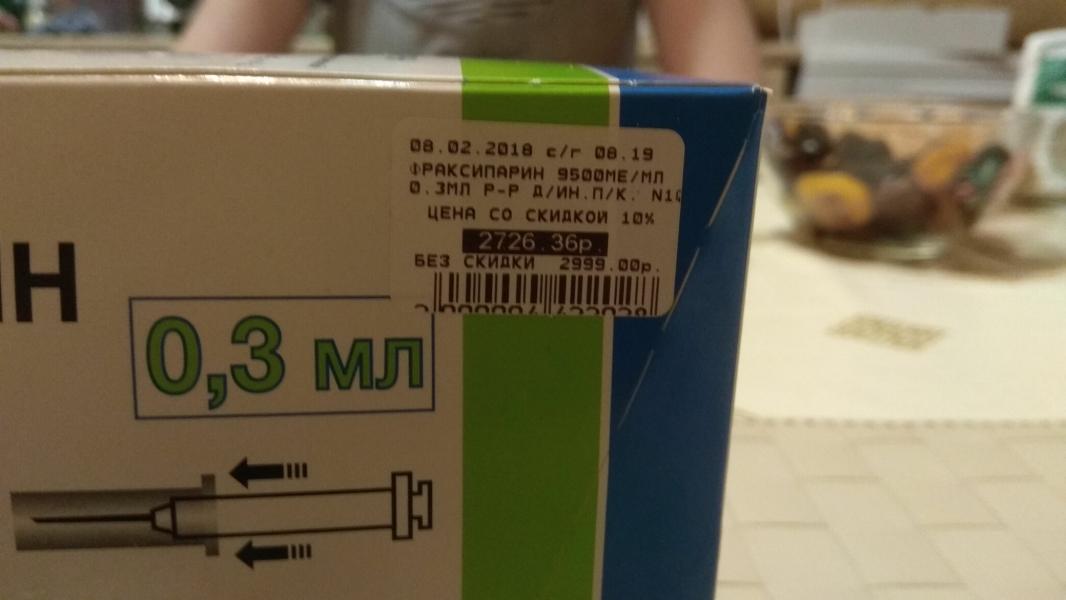 08.02.2018 с/г 08.19
ФРАКСИПАРИН 9500МЕ/МЛ
0.3МЛ Р-Р Д/ИН.П/К. N10
ЦЕНА СО СКИДКОЙ 10%
2726.36р.
БЕЗ СКИДКИ 2999.00р.
ИН
0,3 мл